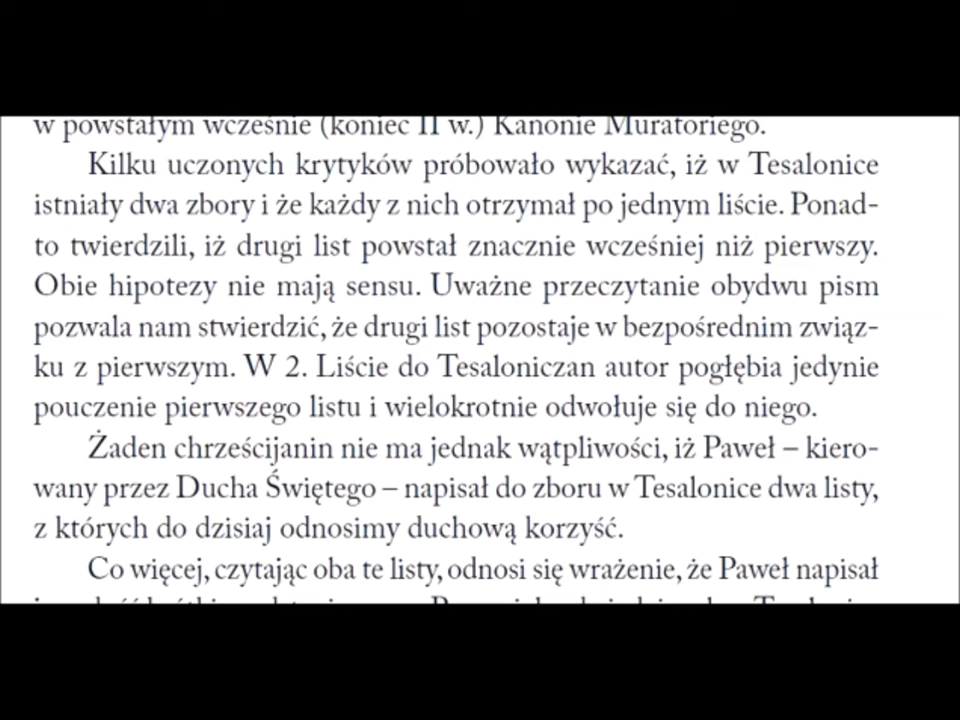 w powstałym wcześnie (koniec II w.) Kanonie Muratoriego.
Kilku uczonych krytyków próbowało wykazać, iż w Tesalonice
istniały dwa zbory i że każdy z nich otrzymał po jednym liście. Ponad-
to twierdzili, iż drugi list powstał znacznie wcześniej niż pierwszy.
Obie hipotezy nie mają sensu. Uważne przeczytanie obydwu pism
pozwala nam stwierdzić, że drugi list pozostaje w bezpośrednim związ-
ku z pierwszym. W 2. Liście do Tesaloniczan autor pogłębia jedynie
pouczenie pierwszego listu i wielokrotnie odwołuje się do niego.
Żaden chrześcijanin nie ma jednak wątpliwości, iż Paweł – kiero-
wany przez Ducha Świętego – napisał do zboru w Tesalonice dwa listy,
z których do dzisiaj odnosimy duchową korzyść.
Co więcej, czytając oba te listy, odnosi się wrażenie, że Paweł napisał